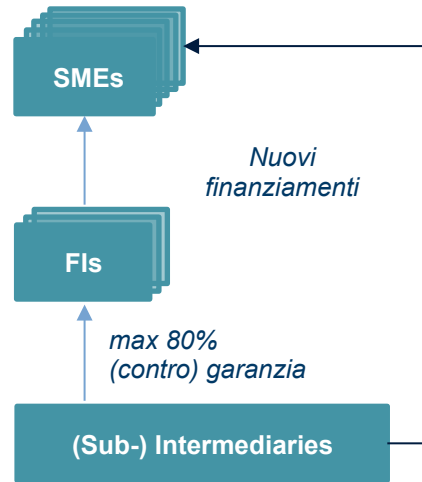 SMEs
Nuovi
finanziamenti
FIs
max 80%
(contro) garanzia
(Sub-) Intermediaries